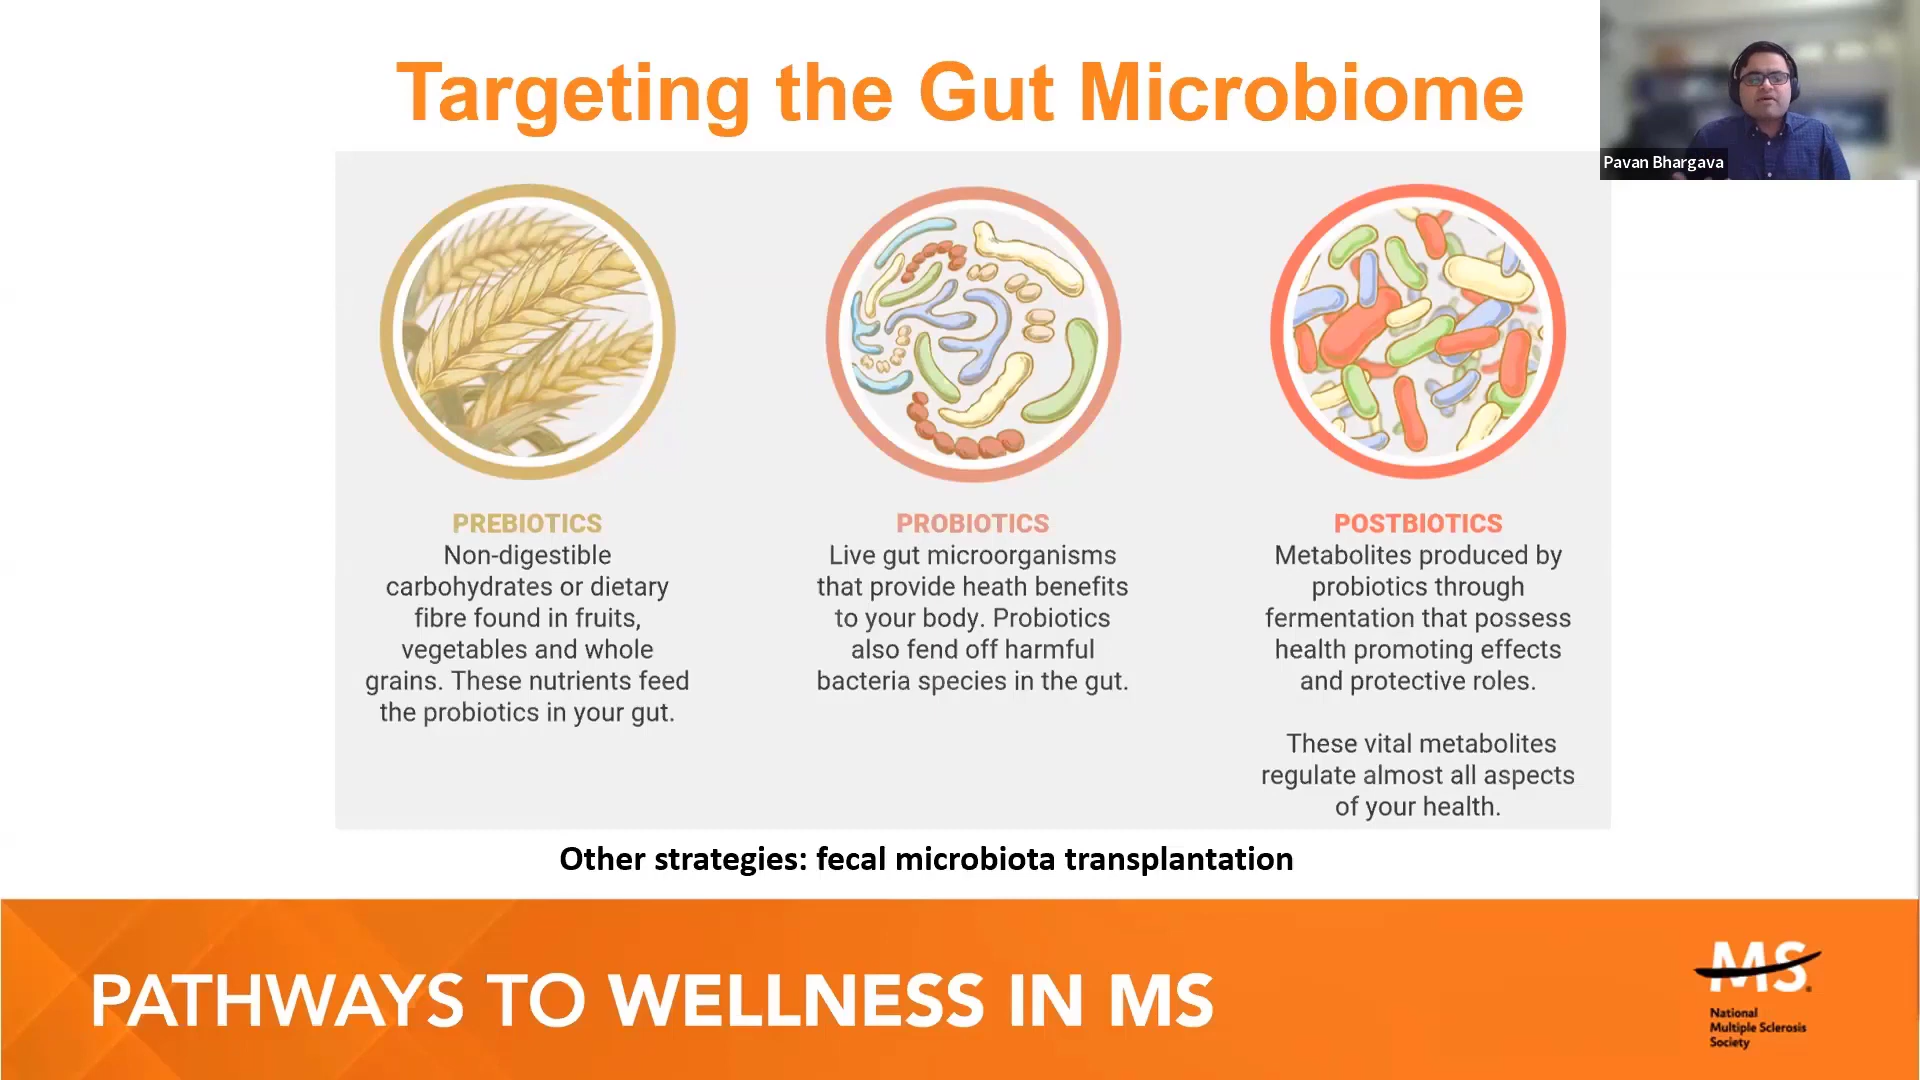 Targeting the Gut Microbiome
Pavan Bhargava
PREBIOTICS
Non-digestible
carbohydrates or dietary
fibre found in fruits,
vegetables and whole
grains. These nutrients feed
the probiotics in your gut.
PROBIOTICS
Live gut microorganisms
that provide heath benefits
to your body. Probiotics
also fend off harmful
bacteria species in the gut.
POSTBIOTICS
Metabolites produced by
probiotics through
fermentation that possess
health promoting effects
and protective roles.
These vital metabolites
regulate almost all aspects
of your health.
Other strategies: fecal microbiota transplantation
PATHWAYS TO WELLNESS IN MS
MS
National
Multiple Sclerosis
Society